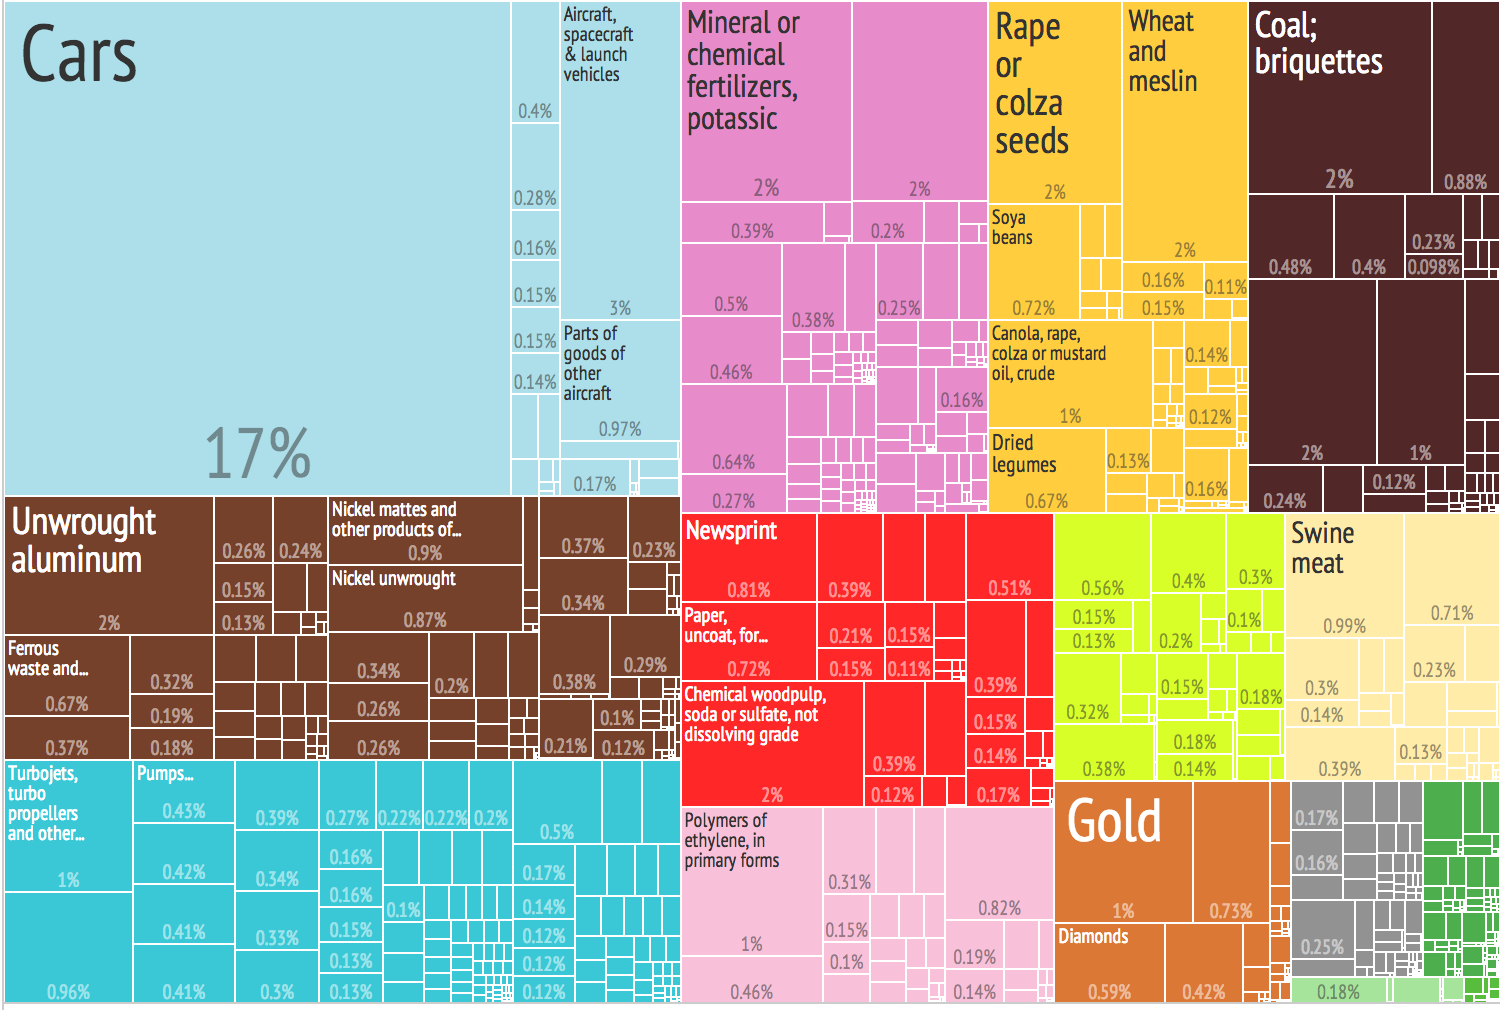 Cars
17%
0.4%
0.28%
0.16%
0.15%
0.15%
0.14%
Aircraft,
spacecraft
& launch
vehicles
3%
Parts of
goods of
other
aircraft
0.97%
0.17%
Mineral or
chemical
fertilizers,
potassic
2%
2%
0.39%
0.2%
0.5%
0.38%
0.25%
0.46%
0.16%
0.64%
0.27%
Rape
or
colza
seeds
2%
Wheat
and
meslin
2%
Soya
beans
0.72%
0.16%
0.11%
0.15%
Canola, rape,
colza or mustard
oil, crude
1%
0.14%
0.12%
Dried
legumes
0.67%
0.13%
0.16%
Coal;
briquettes
2%
0.88%
0.48%
0.4%
0.23%
0.098%
2%
1%
0.24%
0.12%
Unwrought
aluminum
2%
0.26%
0.24%
0.15%
0.13%
Ferrous
waste and...
0.67%
0.37%
0.32%
0.19%
0.18%
Nickel mattes and
other products of...
0.9%
Nickel unwrought
0.87%
0.34%
0.2%
0.26%
0.26%
0.37%
0.23%
0.34%
0.38%
0.29%
0.1%
0.21%
0.12%
Newsprint
0.81%
0.39%
0.51%
Paper,
uncoat, for...
0.72%
0.21%
0.15%
0.15%
0.11%
0.39%
Chemical woodpulp,
soda or sulfate, not
dissolving grade
2%
0.39%
0.12%
0.15%
0.14%
0.17%
0.56%
0.4%
0.3%
0.15%
0.13%
0.2%
0.1%
0.32%
0.15%
0.18%
0.38%
0.18%
0.14%
Swine
meat
0.99%
0.71%
0.3%
0.23%
0.14%
0.39%
0.13%
Turbojets,
turbo
propellers
and other...
1%
0.96%
Pumps...
0.43%
0.42%
0.41%
0.41%
0.39%
0.34%
0.33%
0.3%
0.27%
0.22%
0.22%
0.2%
0.16%
0.16%
0.15%
0.13%
0.13%
0.1%
0.5%
0.17%
0.14%
0.12%
0.12%
0.12%
Polymers of
ethylene, in
primary forms
1%
0.46%
0.31%
0.15%
0.1%
0.82%
0.19%
0.14%
Gold
1%
0.73%
Diamonds
0.59%
0.42%
0.17%
0.16%
0.25%
0.18%